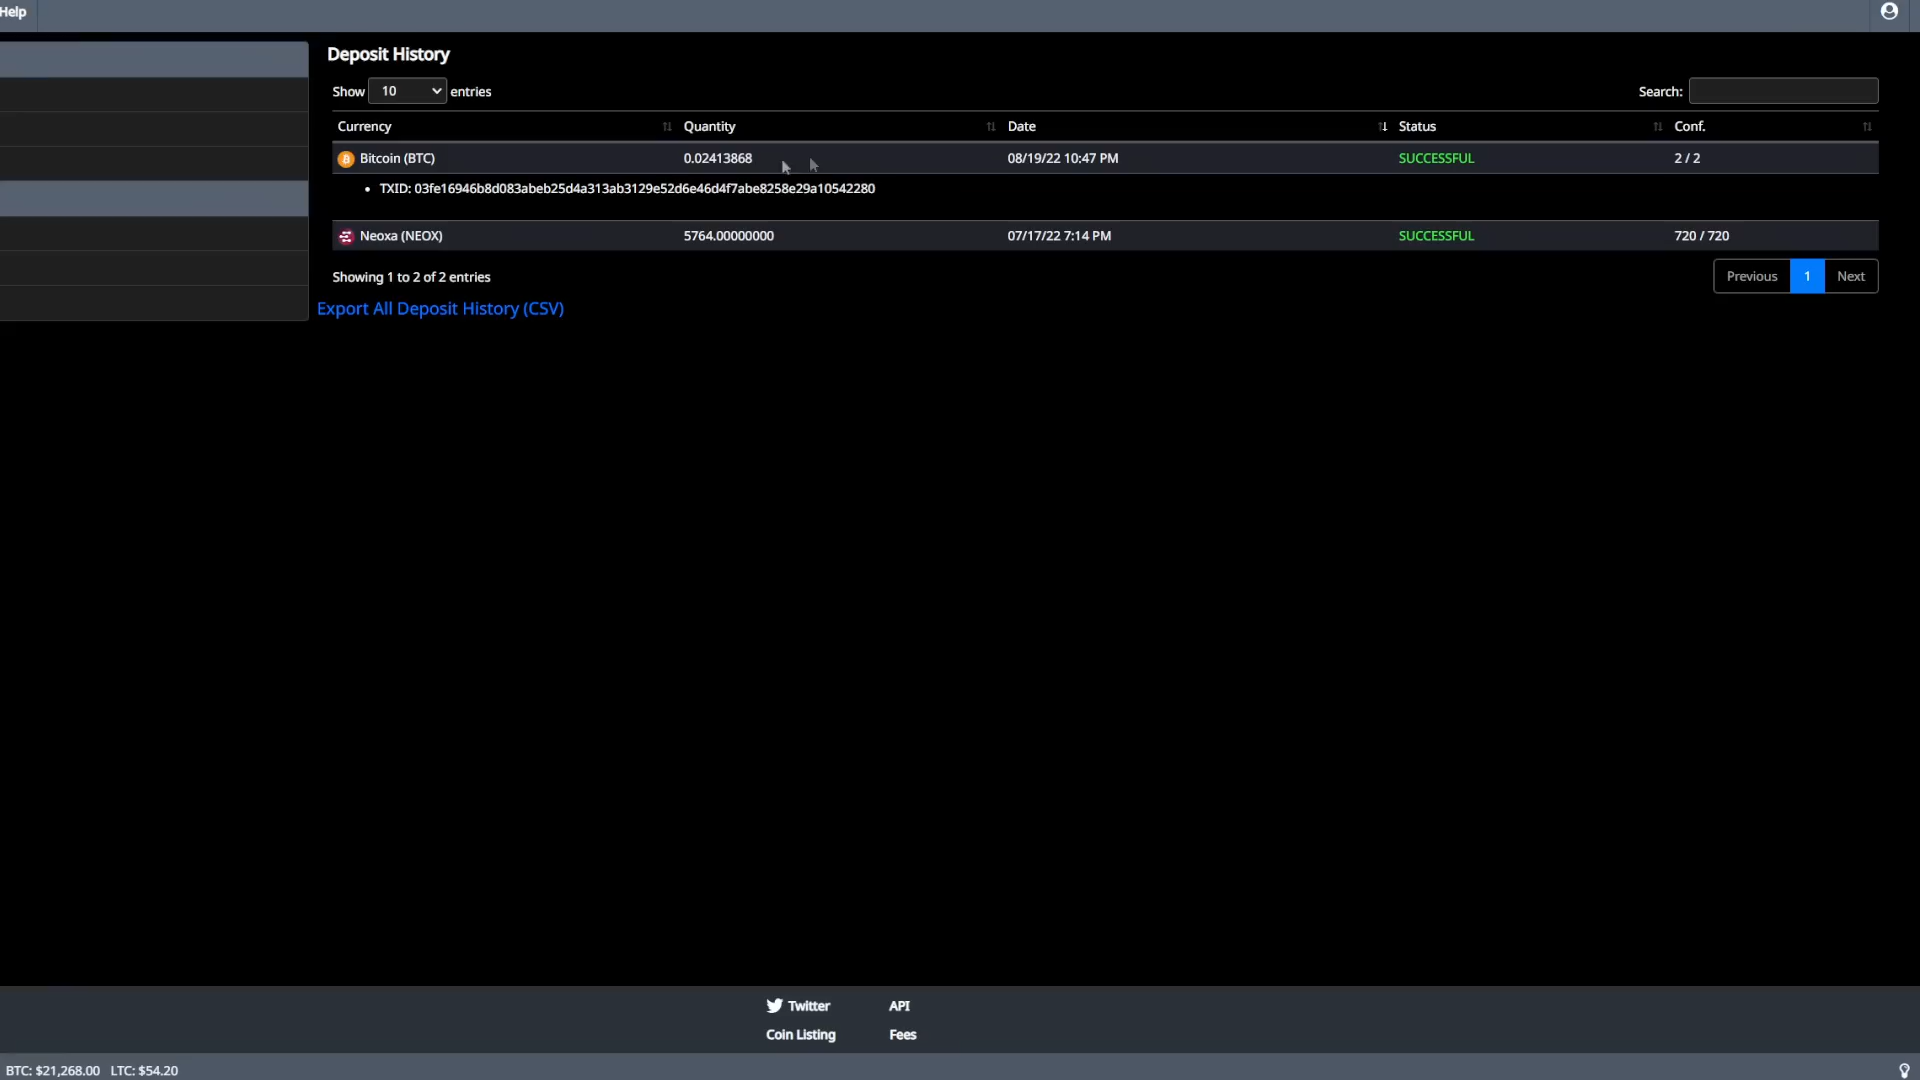 Help
Deposit History
Show 10 entries Search:
Currency Quantity Date Status Conf.
Bitcoin (BTC) 0.02413868 08/19/22 10:47 PM SUCCESSFUL 2 / 2
• TXID: 03fe16946b8d083abeb25d4a313ab3129e52d6e46d4f7abe8258e29a10542280
Neoxa (NEOX) 5764.00000000 07/17/22 7:14 PM SUCCESSFUL 720 / 720
Showing 1 to 2 of 2 entries Previous 1 Next
Export All Deposit History (CSV)
Twitter API
Coin Listing Fees
BTC: $21,268.00 LTC: $54.20